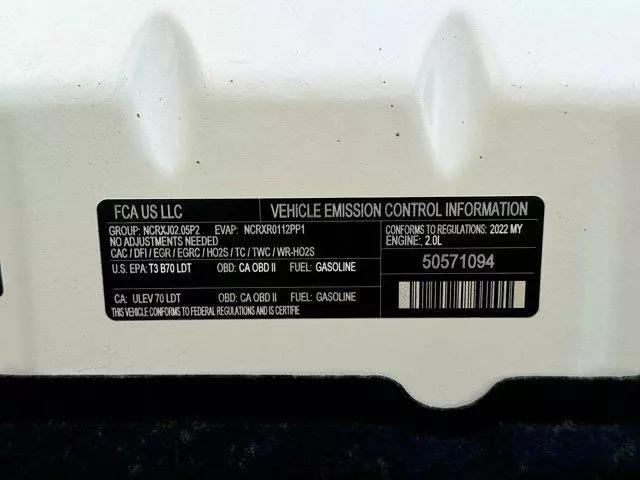 FCA US LLC
VEHICLE EMISSION CONTROL INFORMATION
GROUP: NCRXJ02.05P2 EVAP: NCRXR0112PP1
NO ADJUSTMENTS NEEDED
CAC / DFI / EGR / EGRC / HO2S / TC / TWC / WR-HO2S
CONFORMS TO REGULATIONS: 2022 MY
ENGINE:, 2.0L
U.S. EPA: T3 B70 LDT OBD: CA OBD II FUEL: GASOLINE
50571094
CA: ULEV 70 LDT OBD: CA OBD II FUEL: GASOLINE
THIS VEHICLE CONFORMS TO FEDERAL REGULATIONS AND IS CERTIFIE